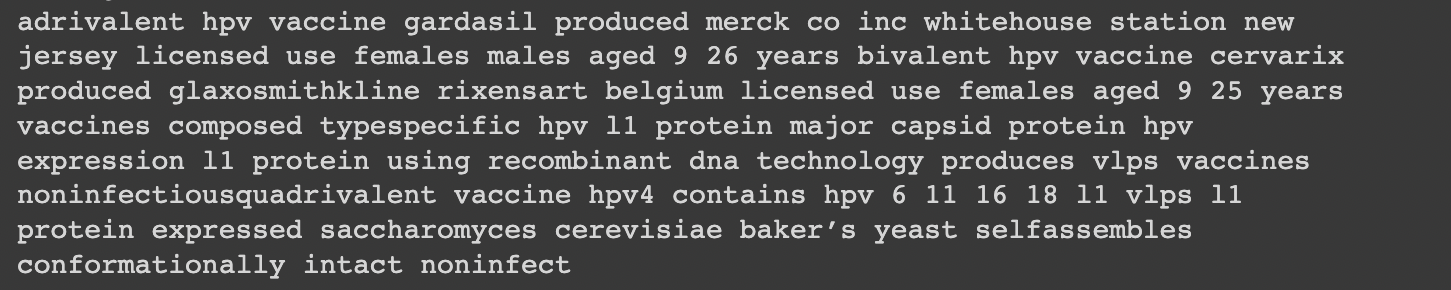 adrivalent hpv vaccine gardasil produced merck co inc whitehouse station new
jersey licensed use females males aged 9 26 years bivalent hpv vaccine cervarix
produced glaxosmithkline rixensart belgium licensed use females aged 9 25 years
vaccines composed typespecific hpv l1 protein major capsid protein hpv
expression l1 protein using recombinant dna technology produces vlps vaccines
noninfectiousquadrivalent vaccine hpv4 contains hpv 6 11 16 18 l1 vlps l1
protein expressed saccharomyces cerevisiae baker’s yeast selfassembles
conformationally intact noninfect